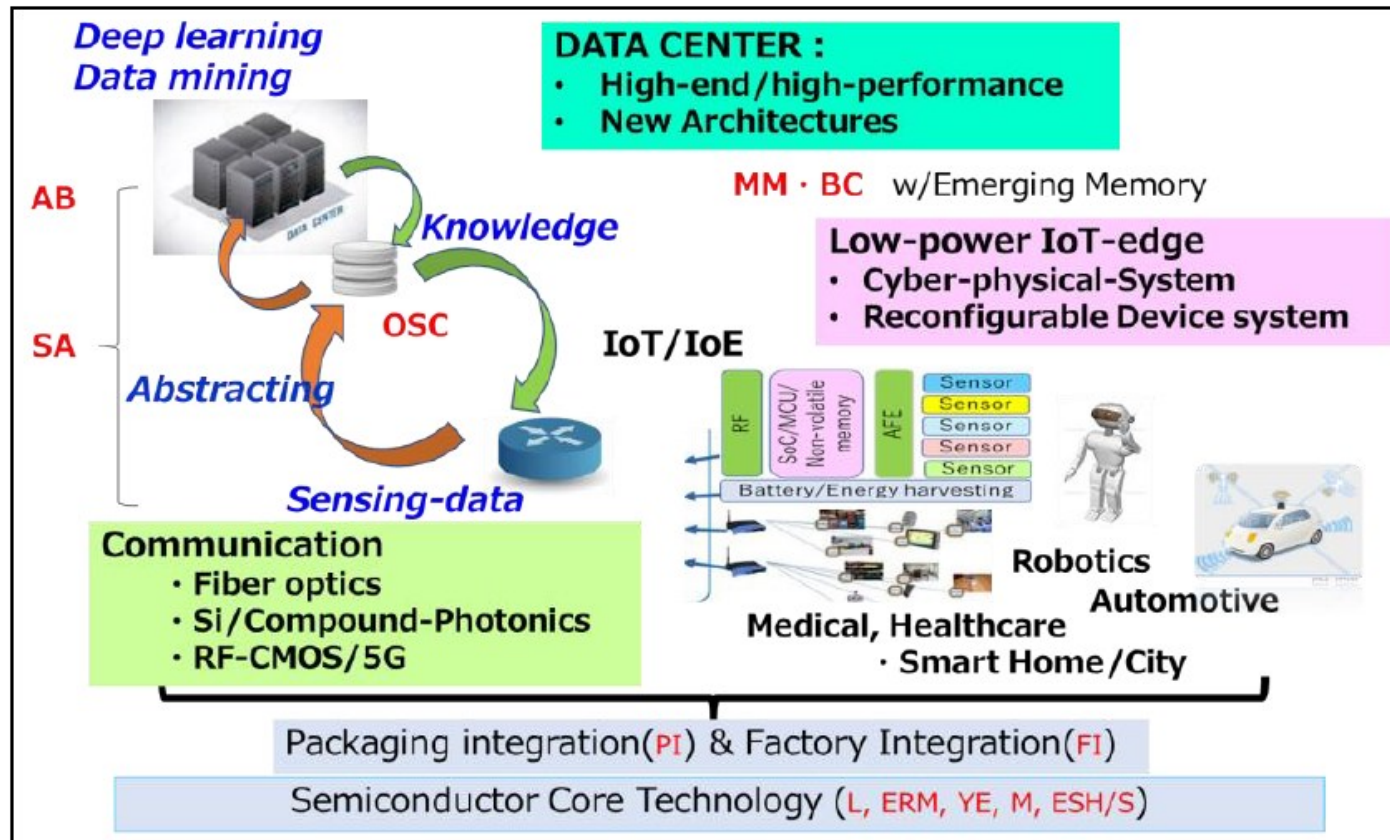 Deep learning
Data mining
DATA CENTER :
• High-end/high-performance
• New Architectures
DATA CENTER
AB
Knowledge
MM · BC w/Emerging Memory
Low-power IoT-edge
• Cyber-physical-System
• Reconfigurable Device system
OSC
SA
IoT/IoE
Abstracting
RF
SoC/MCU/
Non-volatile
memory
AFE
Sensor
Sensor
Sensor
Sensor
Sensor
Battery/Energy harvesting
Sensing-data
Communication
· Fiber optics
· Si/Compound-Photonics
· RF-CMOS/5G
Robotics
Automotive
Medical, Healthcare
· Smart Home/City
Packaging integration(PI) & Factory Integration(FI)
Semiconductor Core Technology (L, ERM, YE, M, ESH/S)